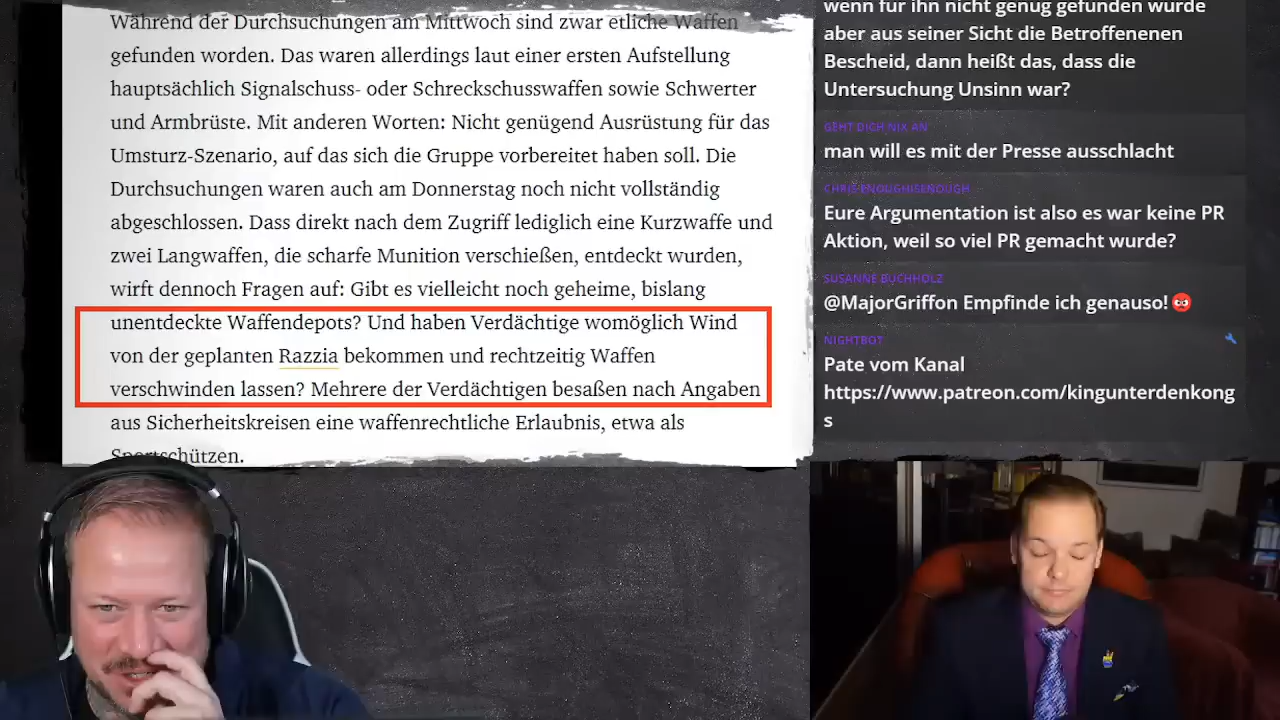 Während der Durchsuchungen am Mittwoch sind zwar etliche Waffen
gefunden worden. Das waren allerdings laut einer ersten Aufstellung
hauptsächlich Signalschuss- oder Schreckschusswaffen sowie Schwerter
und Armbrüste. Mit anderen Worten: Nicht genügend Ausrüstung für das
Umsturz-Szenario, auf das sich die Gruppe vorbereitet haben soll. Die
Durchsuchungen waren auch am Donnerstag noch nicht vollständig
abgeschlossen. Dass direkt nach dem Zugriff lediglich eine Kurzwaffe und
zwei Langwaffen, die scharfe Munition verschießen, entdeckt wurden,
wirft dennoch Fragen auf: Gibt es vielleicht noch geheime, bislang
unentdeckte Waffendepots? Und haben Verdächtige womöglich Wind
von der geplanten Razzia bekommen und rechtzeitig Waffen
verschwinden lassen? Mehrere der Verdächtigen besaßen nach Angaben
aus Sicherheitskreisen eine waffenrechtliche Erlaubnis, etwa als
Sportschützen.
wenn für ihn nicht genug gefunden wurde
aber aus seiner Sicht die Betroffenenen
Bescheid, dann heißt das, dass die
Untersuchung Unsinn war?
GEHT DICH NIX AN
man will es mit der Presse ausschlacht
CHRIS ENOUGHISENOUGH
Eure Argumentation ist also es war keine PR
Aktion, weil so viel PR gemacht wurde?
SUSANNE BUCHHOLZ
@MajorGriffon Empfinde ich genauso!
NIGHTBOT
Pate vom Kanal
https://www.patreon.com/kingunterdenkong
s